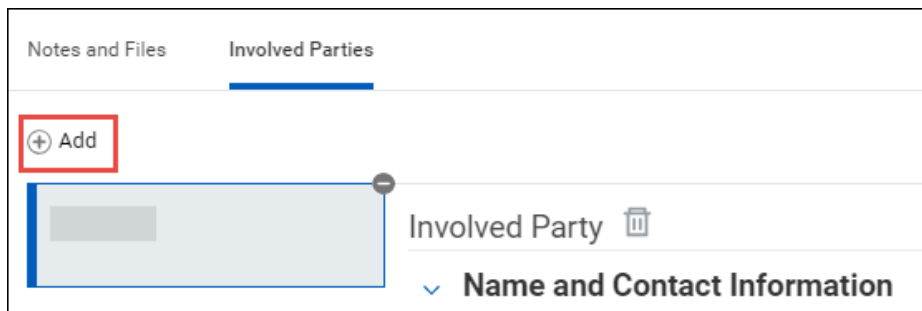 Notes and Files
Involved Parties
Add
Involved Party
Name and Contact Information